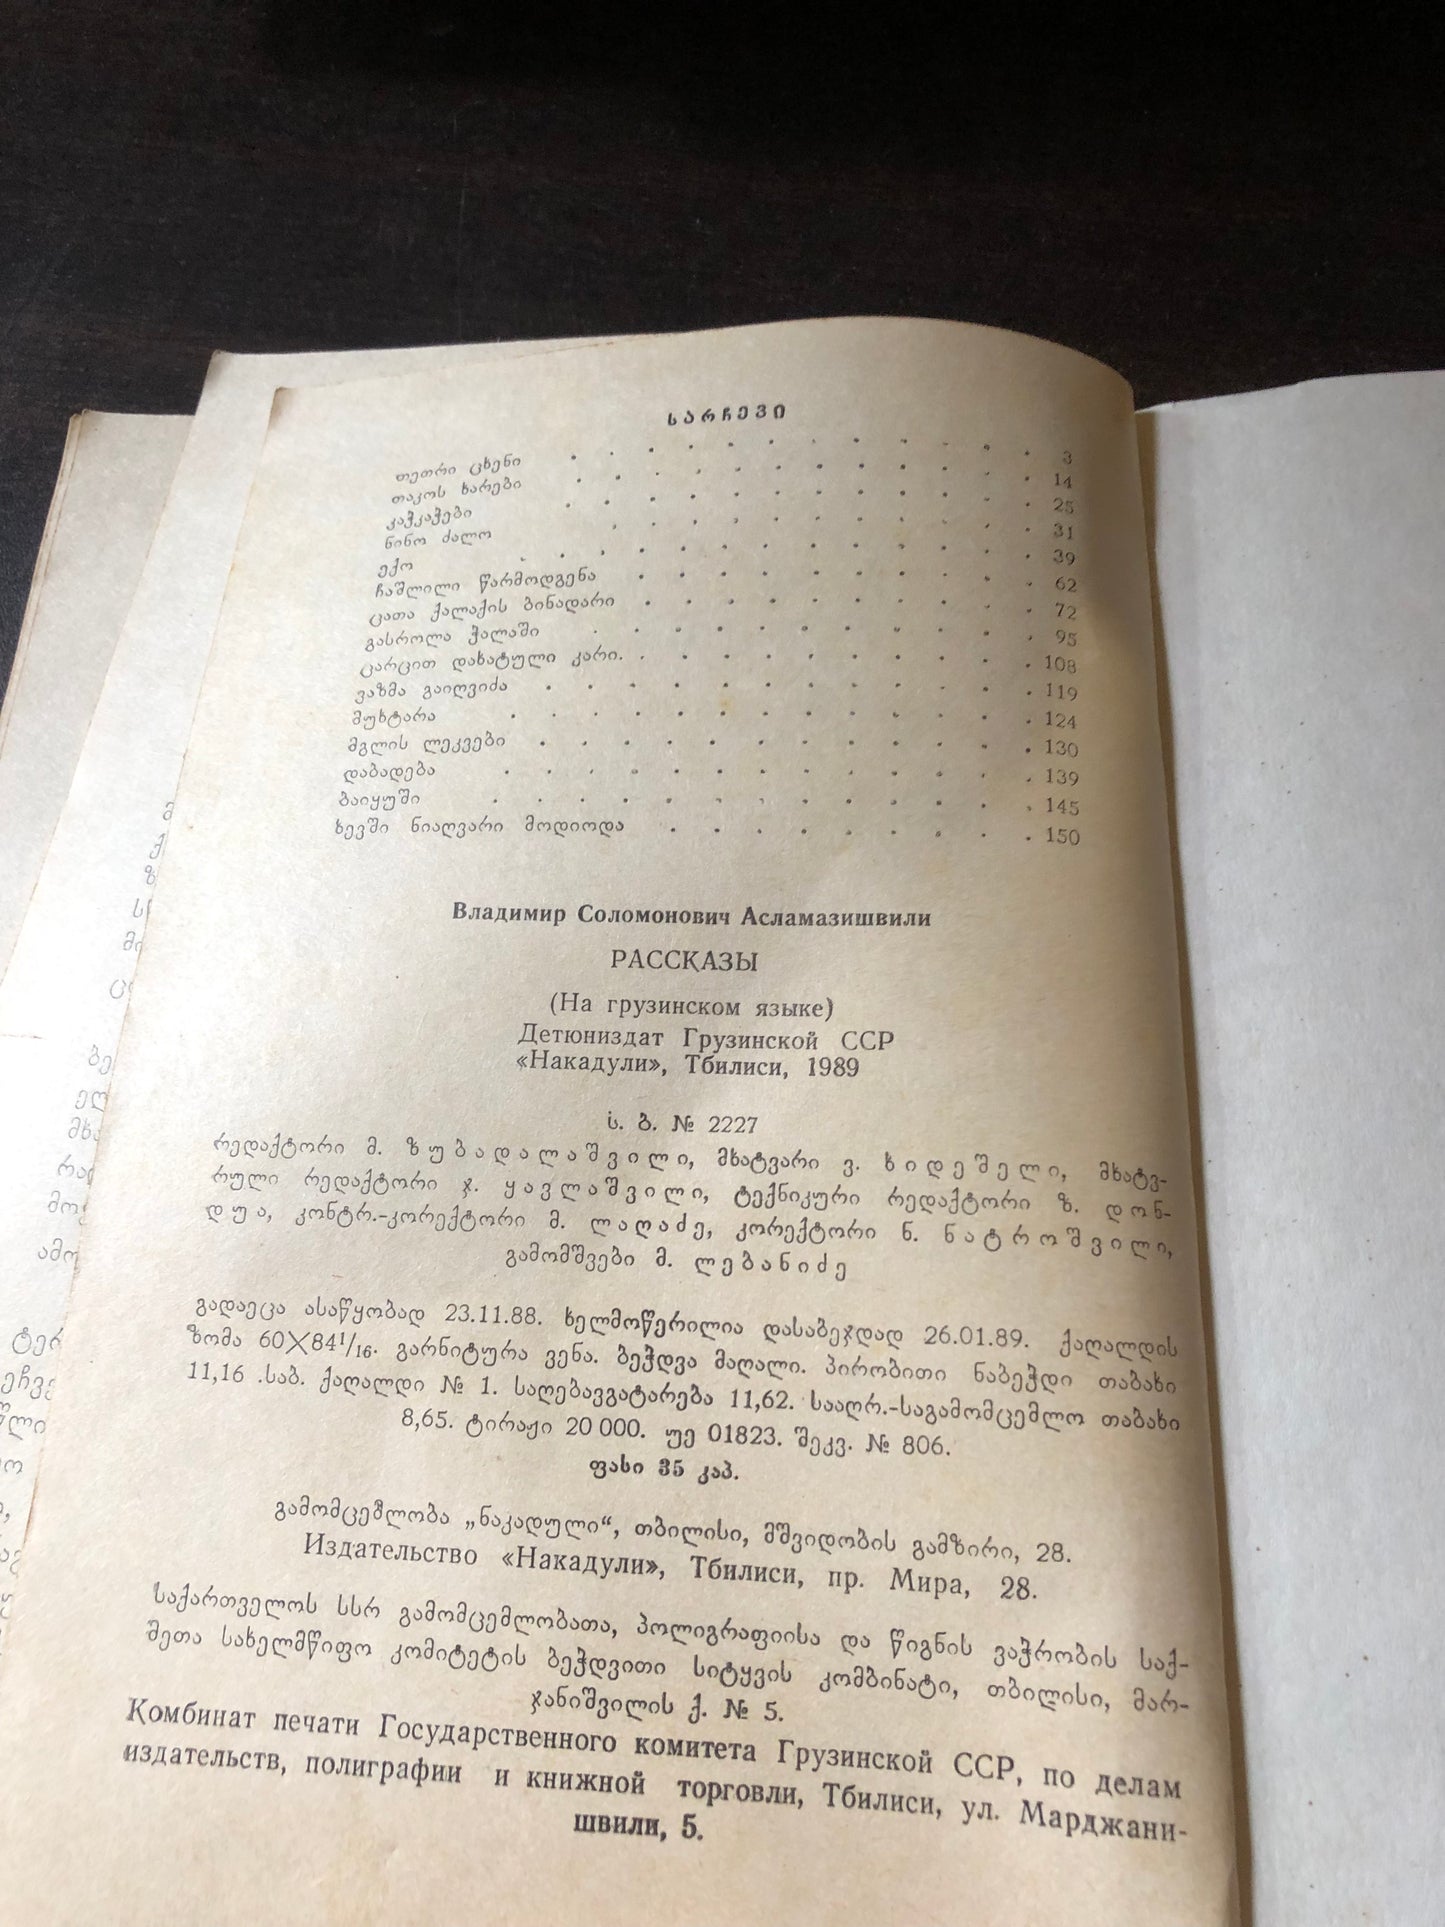 სარჩევი
თეთრი ცხენი . . . . . . . . . . . 3
თაკოს ხარები . . . . . . . . . . . 14
კაჭკაჭები . . . . . . . . . . . 25
ნინო ძალო . . . . . . . . . . . 31
ექო . . . . . . . . . . . 39
ჩაშლილი წარმოდგენა . . . . . . . . . . 62
ცათა ქალაქის ბინადარი . . . . . . . . . . 72
გასროლა ჭალაში . . . . . . . . . . 95
ცარცით დახატული კარი. . . . . . . . . . . 108
ვაზმა გაიღვიძა . . . . . . . . . . . . 119
მუხტარა . . . . . . . . . . . . 124
მგლის ლეკვები . . . . . . . . . . . . 130
დაბადება . . . . . . . . . . . . . 139
ბაიყუში . . . . . . . . . . . . . 145
ხევში ნიაღვარი მოდიოდა . . . . . . . . . 150
Владимир Соломонович Асламазишвили
РАССКАЗЫ
(На грузинском языке)
Детюниздат Грузинской ССР
«Накадули», Тбилиси, 1989
ს. ბ. № 2227
რედაქტორი მ. ზუბადალაშვილი, მხატვარი ვ. ხიდეშელი, მხატვ-
რული რედაქტორი ჯ. ყავლაშვილი, ტექნიკური რედაქტორი ზ. დონ-
დუა, კონტრ.-კორექტორი მ. ლაღაძე, კორექტორი ნ. ნატროშვილი,
გამომშვები მ. ლებანიძე
გადაეცა ასაწყობად 23.11.88. ხელმოწერილია დასაბეჯდად 26.01.89. ქაღალდის
ზომა 60X84¹/₁₆. გარნიტურა ვენა. ბეჭდვა მაღალი. პირობითი ნაბეჭდი თაბახი
11,16 .საბ. ქაღალდი № 1. საღებავგატარება 11,62. სააღრ.-საგამომცემლო თაბახი
8,65. ტირაჟი 20 000. უე 01823. შეკვ. № 806.
ფასი 35 კაპ.
გამომცემლობა „ნაკადული“, თბილისი, მშვიდობის გამზირი, 28.
Издательство «Накадули», Тбилиси, пр. Мира, 28.
საქართველოს სსრ გამომცემლობათა, პოლიგრაფიისა და წიგნის ვაჭრობის საქ-
მეთა სახელმწიფო კომიტეტის ბეჭდვითი სიტყვის კომბინატი, თბილისი, მარ-
ჯანიშვილის ქ. № 5.
Комбинат печати Государственного комитета Грузинской ССР, по делам
издательств, полиграфии и книжной торговли, Тбилиси, ул. Марджани-
швили, 5.